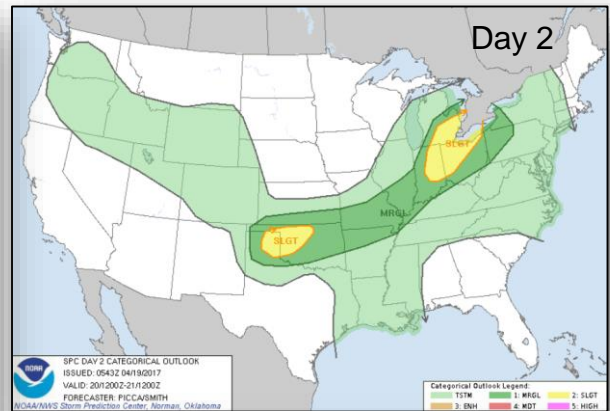 Day 2
SLGT
MRGL
SLGT
NOAA
SPC DAY 2 CATEGORICAL OUTLOOK
ISSUED: 0543Z 04/19/2017
VALID: 20/1200Z-21/1200Z
FORECASTER: PICCA/SMITH
NOAA/NWS Storm Prediction Center, Norman, Oklahoma
Categorical Outlook Legend:
TSTM 1: MRGL 2: SLGT
3: ENH 4: MDT 5: HIGH